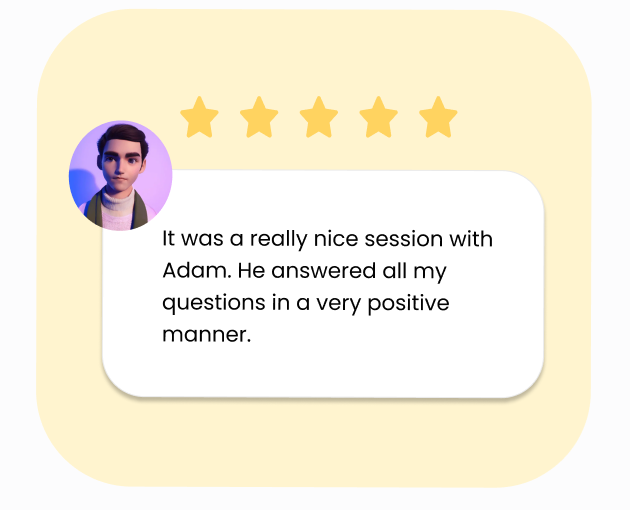 It was a really nice session with
Adam. He answered all my
questions in a very positive
manner.